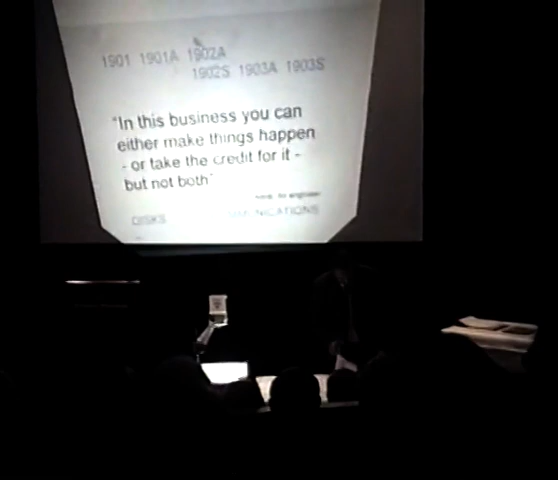 1901 1901A 1902A
1902S 1903A 1903S
"In this business you can
either make things happen
- or take the credit for it -
but not both"
DISKS